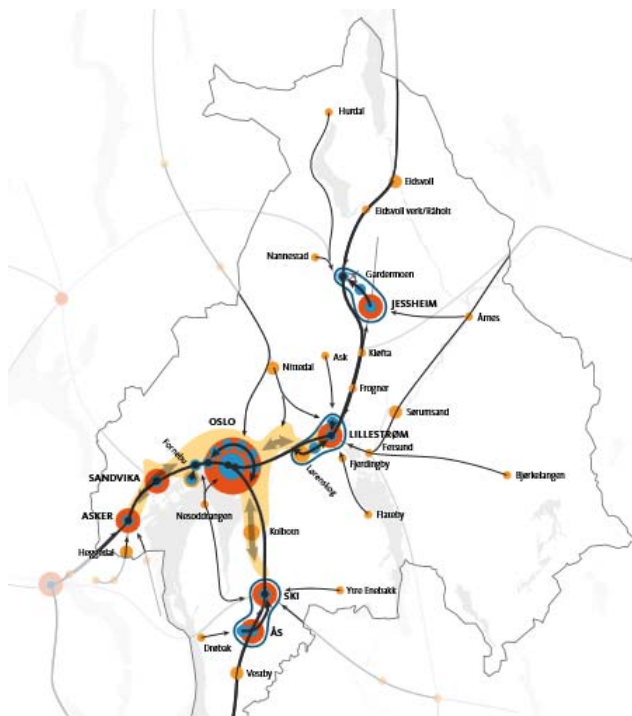 Hurdal
Eidsvoll
Eidsvoll verk/Råholt
Nannestad
Gardermoen
JESSHEIM
Årnes
Kløfta
Ask
Nittedal
Frogner
Sørumsand
OSLO
LILLESTRØM
Fetsund
Fornebu
Lørenskog
Fjerdingby
Bjørkelangen
SANDVIKA
Nesoddtangen
Flateby
ASKER
Kolbotn
Heggedal
SKI
Ytre Enebakk
ÅS
Drøbak
Vestby